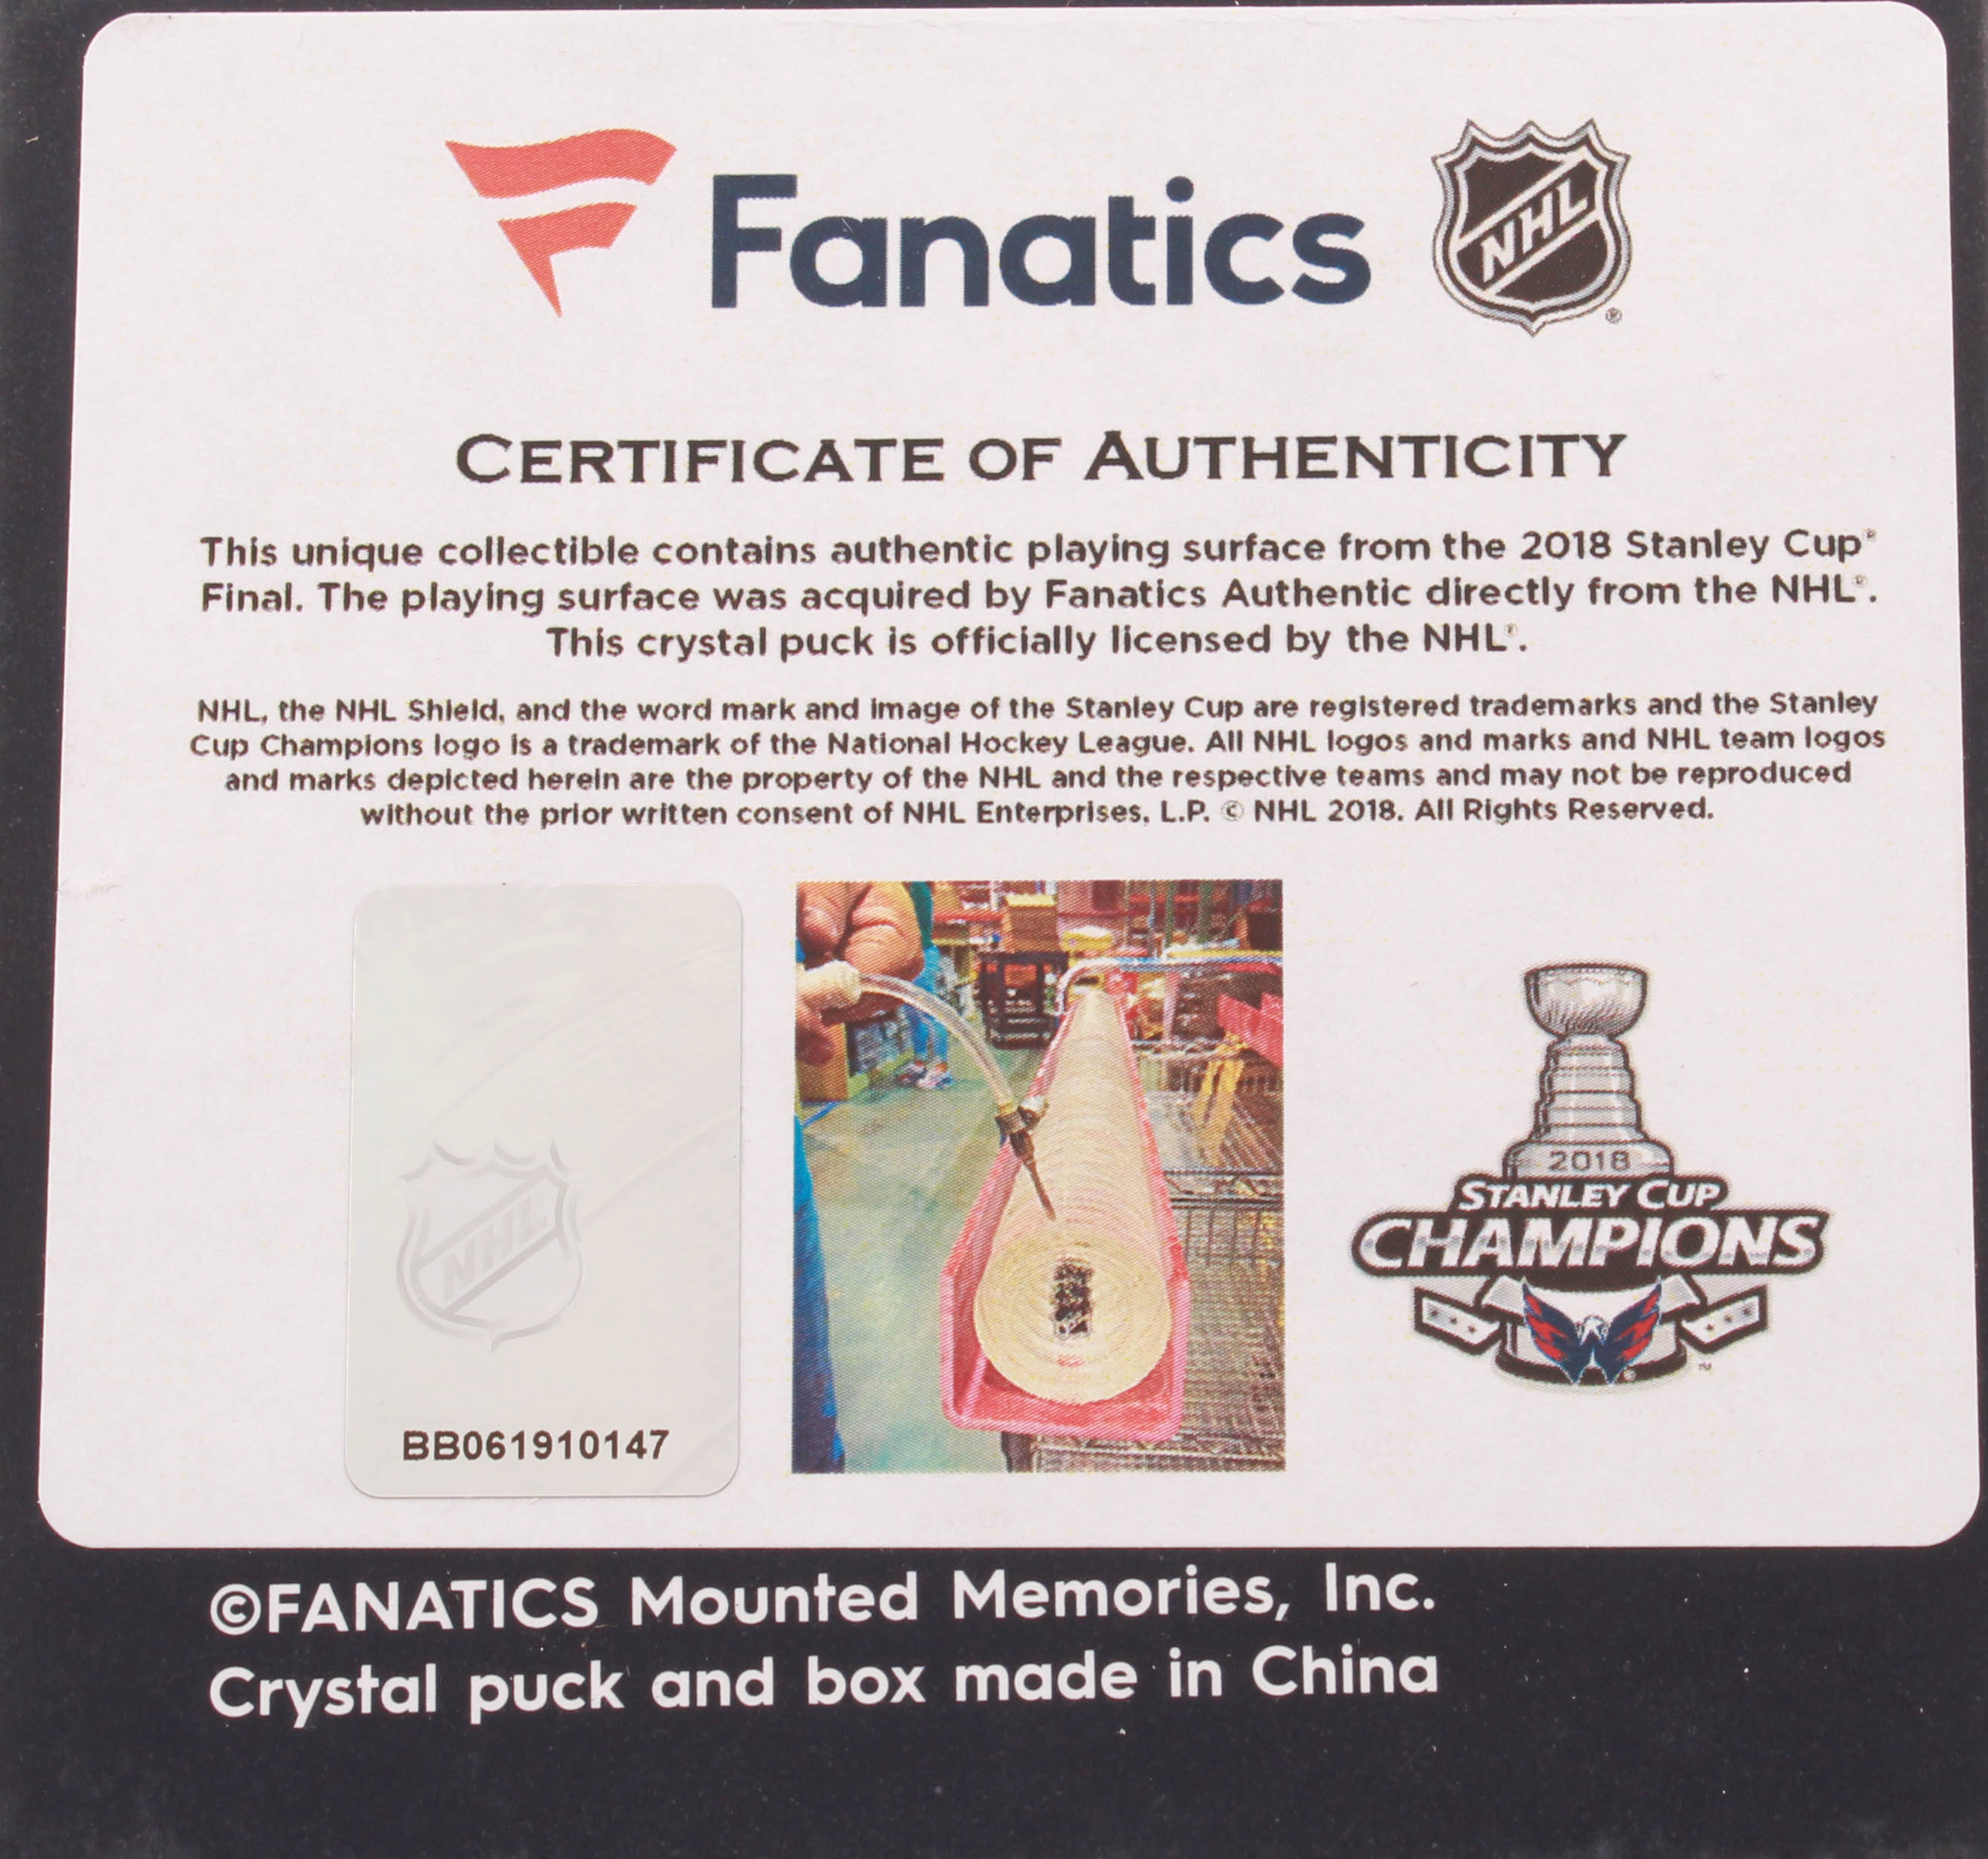 Fanatics NHL ®
CERTIFICATE OF AUTHENTICITY
This unique collectible contains authentic playing surface from the 2018 Stanley Cup®
Final. The playing surface was acquired by Fanatics Authentic directly from the NHL®.
This crystal puck is officially licensed by the NHL®.
NHL, the NHL Shield, and the word mark and image of the Stanley Cup are registered trademarks and the Stanley
Cup Champions logo is a trademark of the National Hockey League. All NHL logos and marks and NHL team logos
and marks depicted herein are the property of the NHL and the respective teams and may not be reproduced
without the prior written consent of NHL Enterprises, L.P. © NHL 2018. All Rights Reserved.
NHL
BB061910147
2018
STANLEY CUP
CHAMPIONS
® TM
©FANATICS Mounted Memories, Inc.
Crystal puck and box made in China